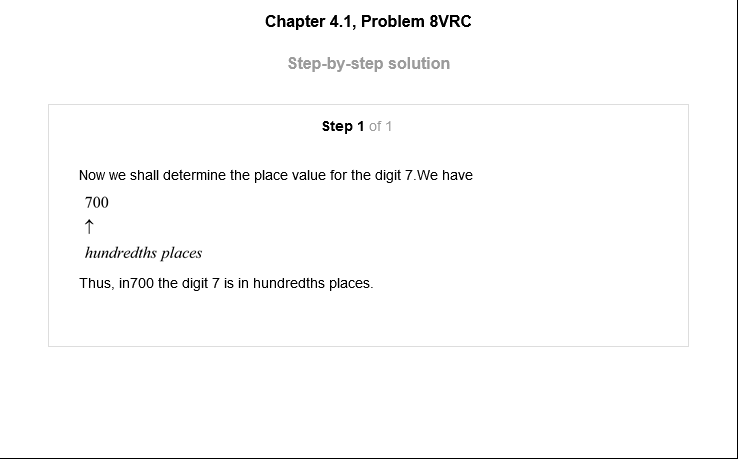 Chapter 4.1, Problem 8VRC
Step-by-step solution
Step 1 of 1
Now we shall determine the place value for the digit 7.We have
700
↑
hundredths places
Thus, in700 the digit 7 is in hundredths places.